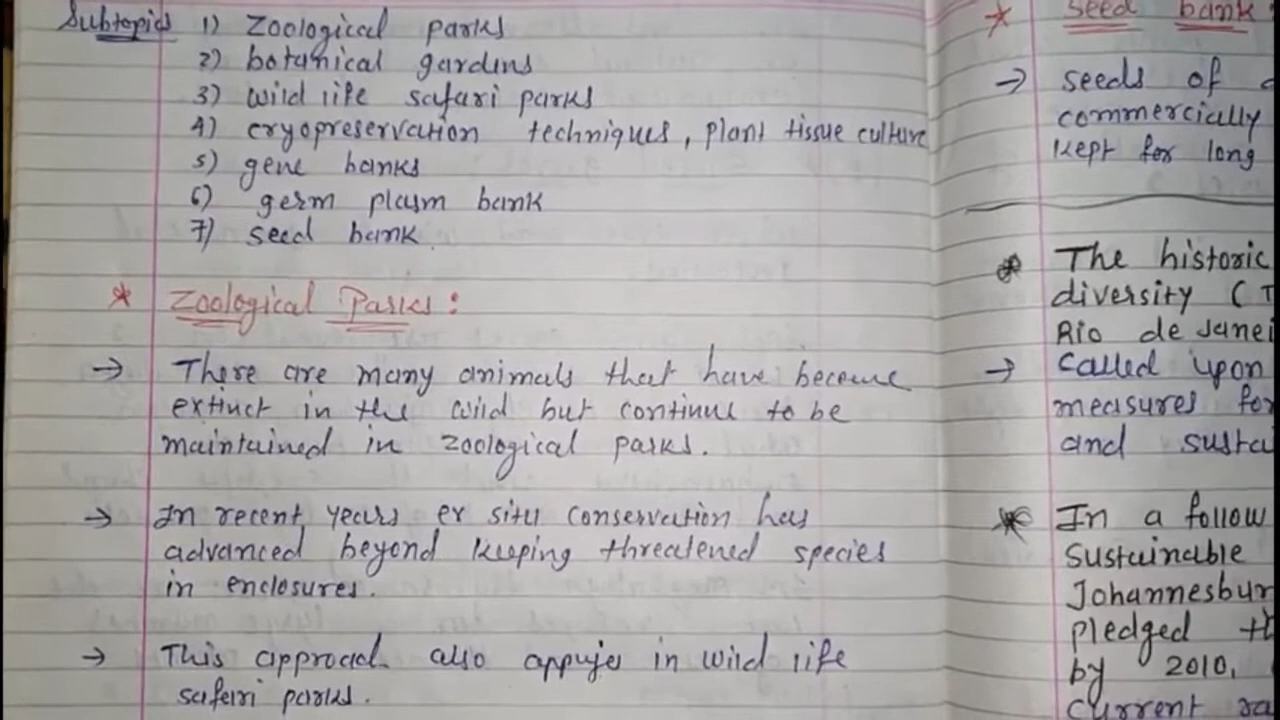 Subtopics 1) Zoological parks
2) botanical gardens
3) wild life safari parks
4) cryopreservation techniques, plant tissue culture
5) gene banks
6) germ plasm bank
7) seed bank
* Zoological Parks:
→ There are many animals that have become
extinct in the wild but continue to be
maintained in zoological parks.
→ In recent years ex situ conservation has
advanced beyond keeping threatened species
in enclosures.
→ This approach also applies in wild life
safari parks.
* Seed bank:
→ seeds of
commercially
kept for long
* The historic
diversity (T
Rio de Janei
→ called upon
measures for
and sustai
* In a follow
sustainable
Johannesbur
pledged th
by 2010,
current ra